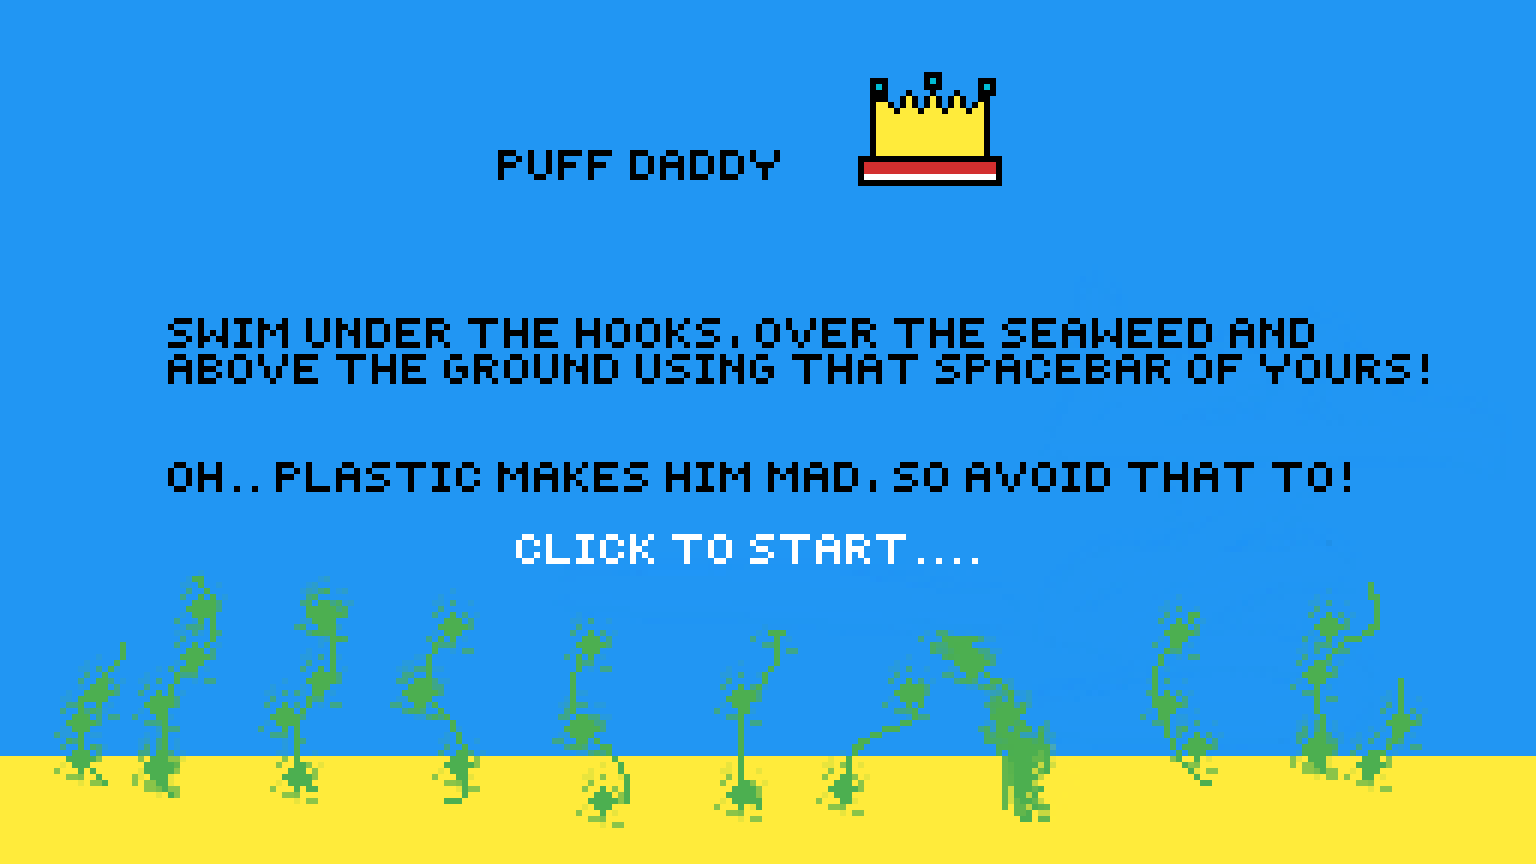 PUFF DADDY
SWIM UNDER THE HOOKS, OVER THE SEAWEED AND
ABOVE THE GROUND USING THAT SPACEBAR OF YOURS!
OH.. PLASTIC MAKES HIM MAD, SO AVOID THAT TO!
CLICK TO START....